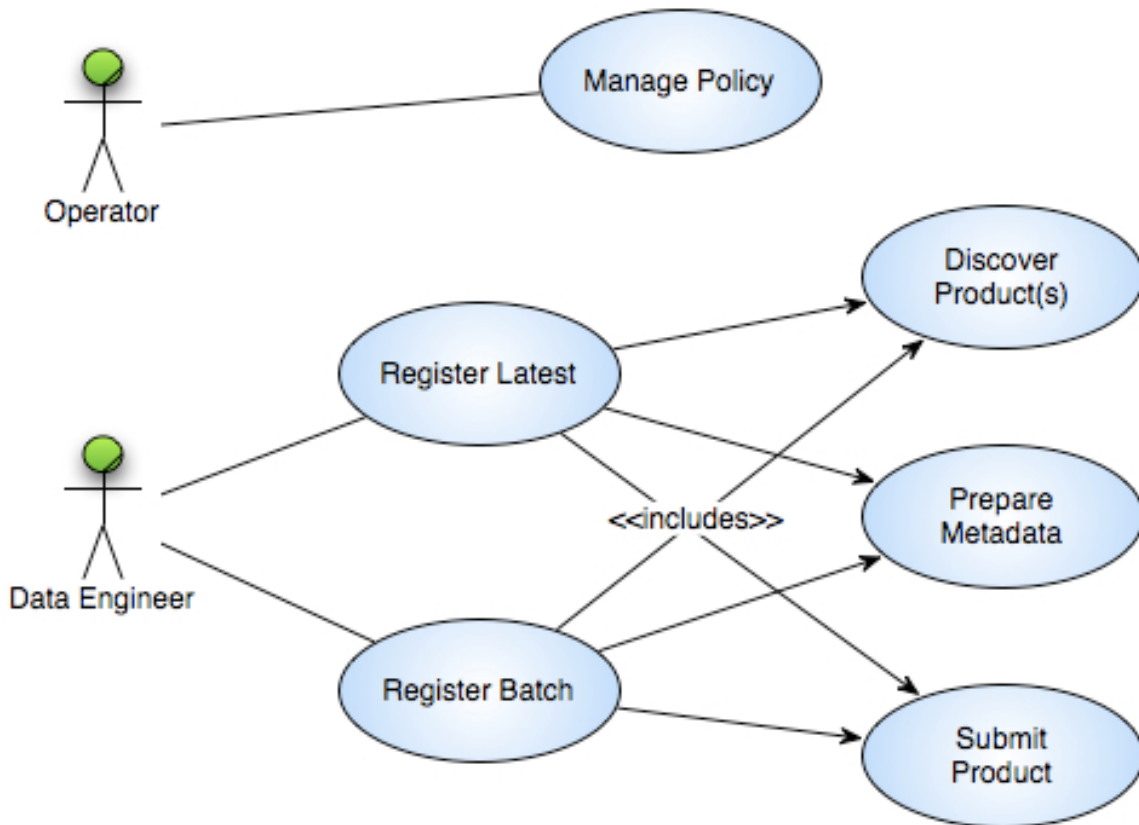 Manage Policy
Operator
Discover
Product(s)
Register Latest
<<includes>>
Prepare
Metadata
Data Engineer
Register Batch
Submit
Product